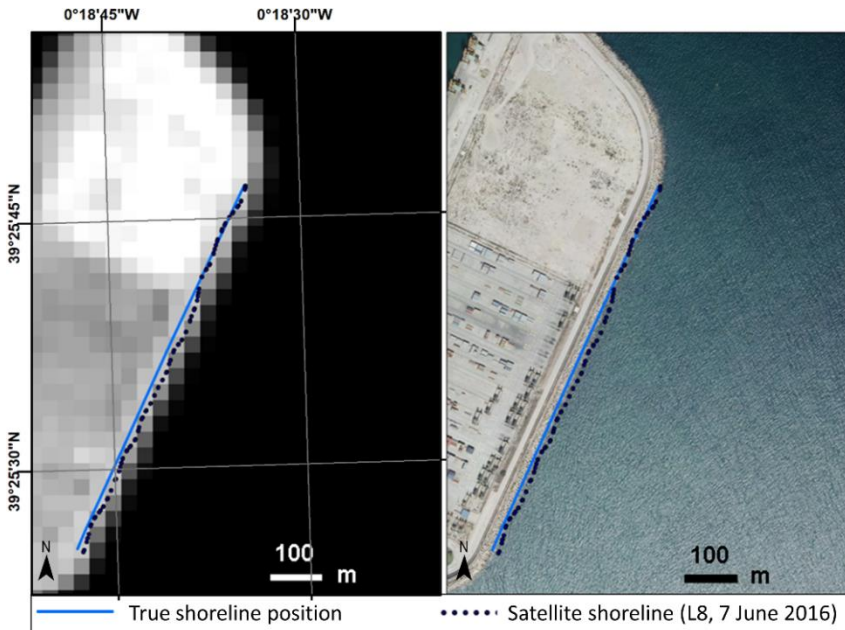 0°18'45"W 0°18'30"W
39°25'45"N
39°25'30"N
N
100
m
N
100
m
True shoreline position
Satellite shoreline (L8, 7 June 2016)